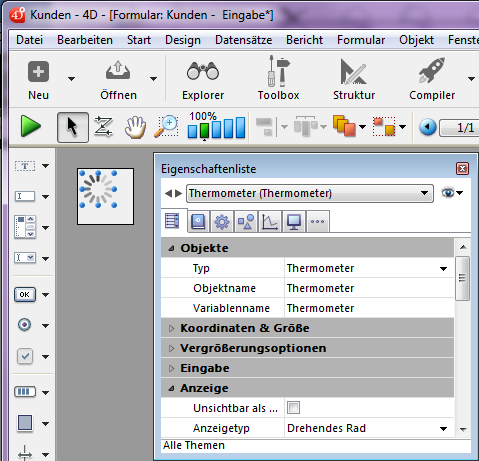 Kunden - 4D - [Formular: Kunden - Eingabe*]
Datei Bearbeiten Start Design Datensätze Bericht Formular Objekt Fenste
Neu Öffnen Explorer Toolbox Struktur Compiler
100%
1/1
T
OK
Eigenschaftenliste
Thermometer (Thermometer)
Objekte
Typ Thermometer
Objektname Thermometer
Variablenname Thermometer
Koordinaten & Größe
Vergrößerungsoptionen
Eingabe
Anzeige
Unsichtbar als ...
Anzeigetyp Drehendes Rad
Alle Themen